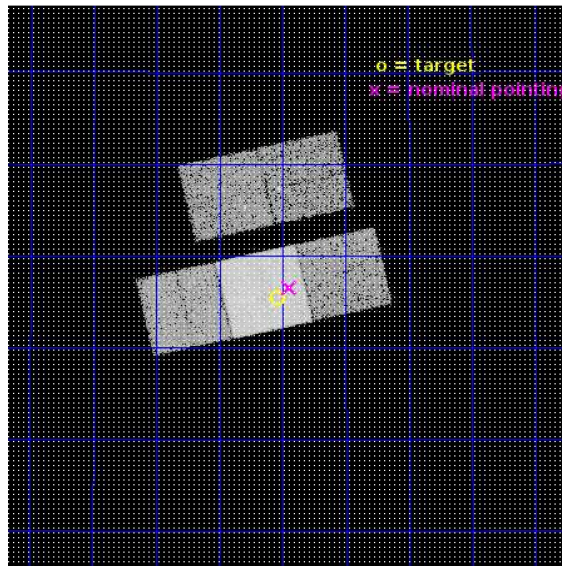 o = target
x = nominal pointing